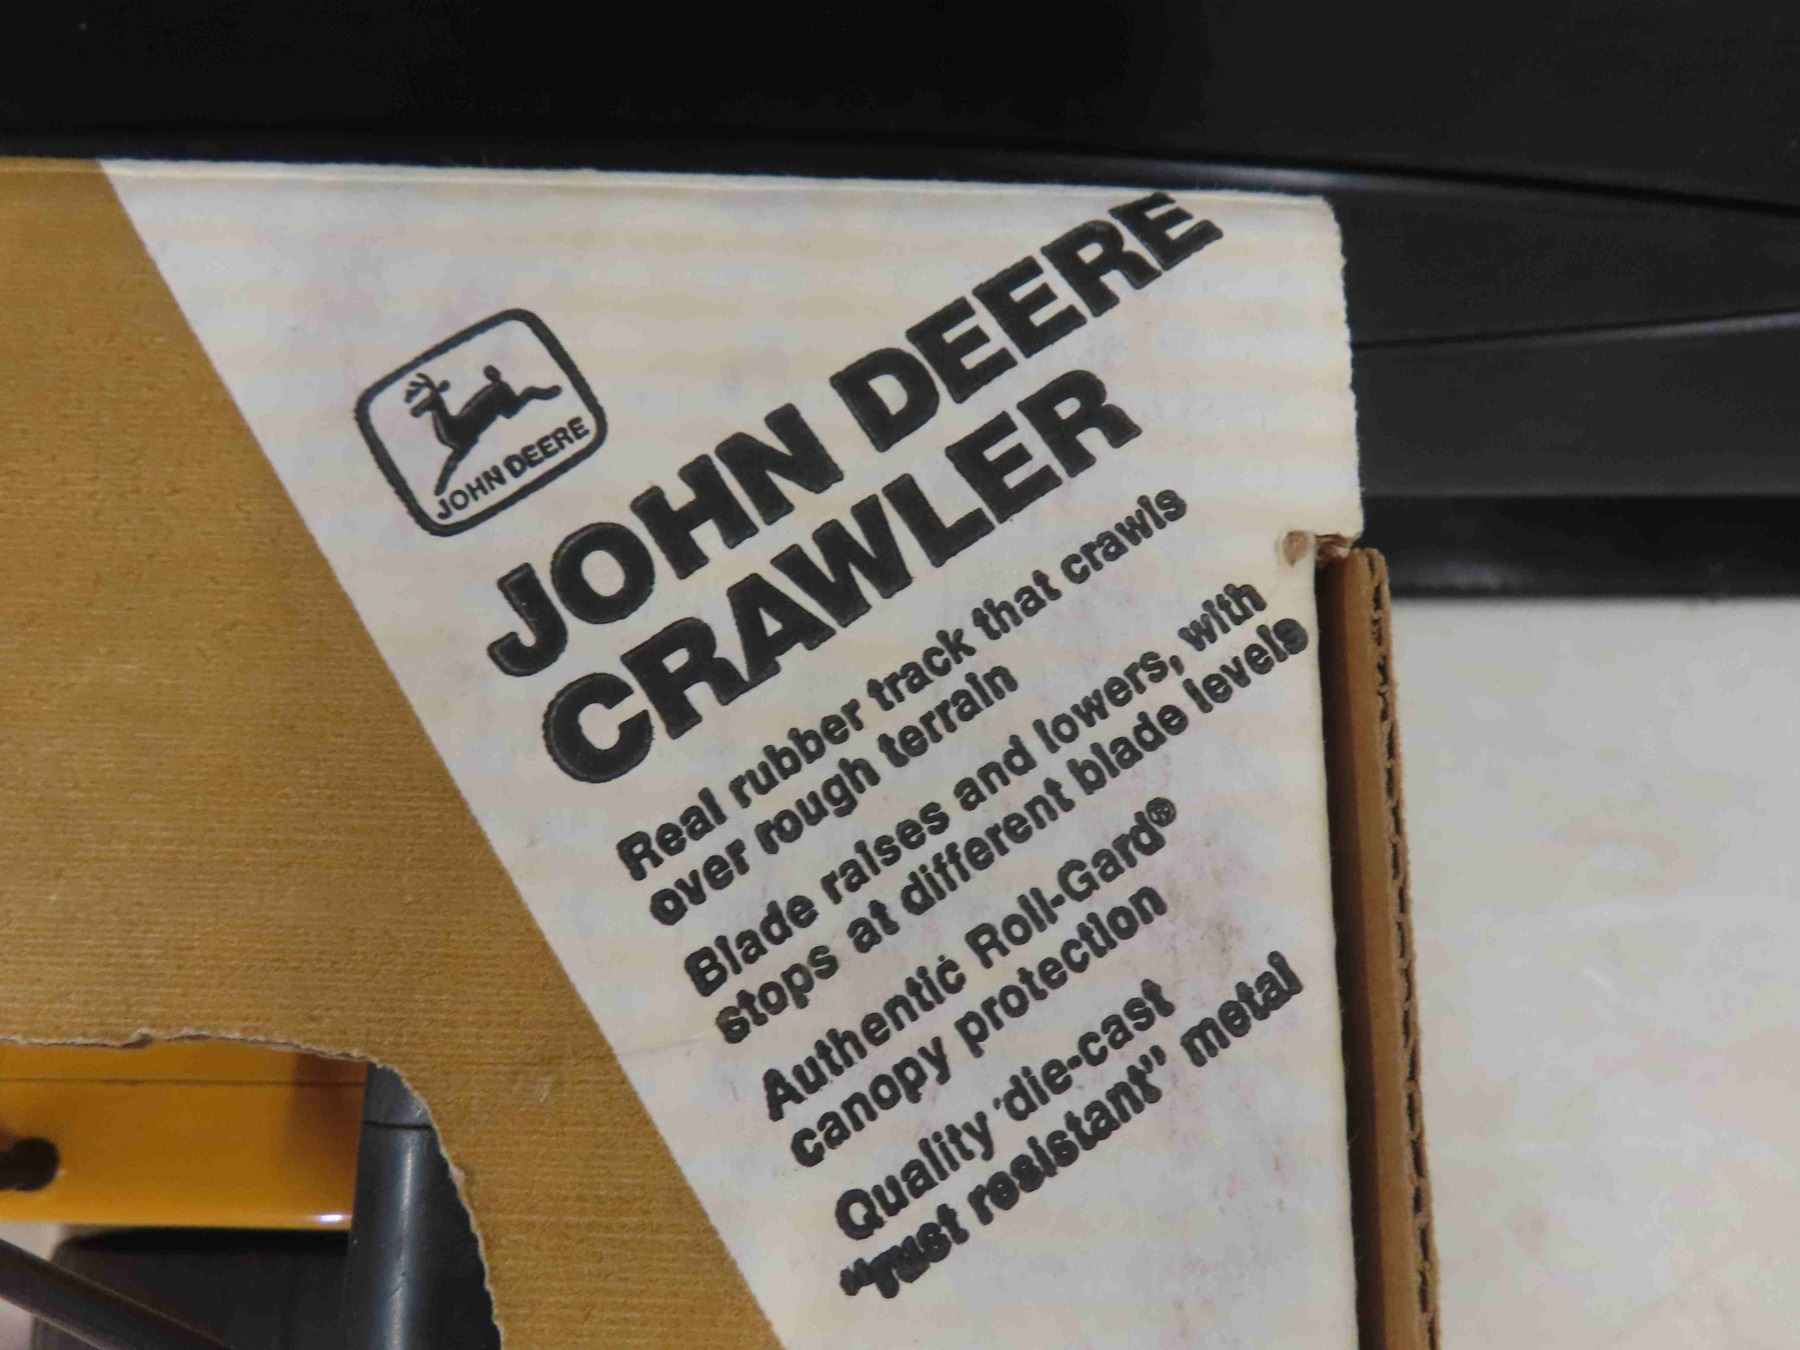 JOHN DEERE
JOHN DEERE
CRAWLER
Real rubber track that crawls
over rough terrain
Blade raises and lowers, with
stops at different blade levels
Authentic Roll-Gard®
canopy protection
Quality die-cast
"rust resistant" metal